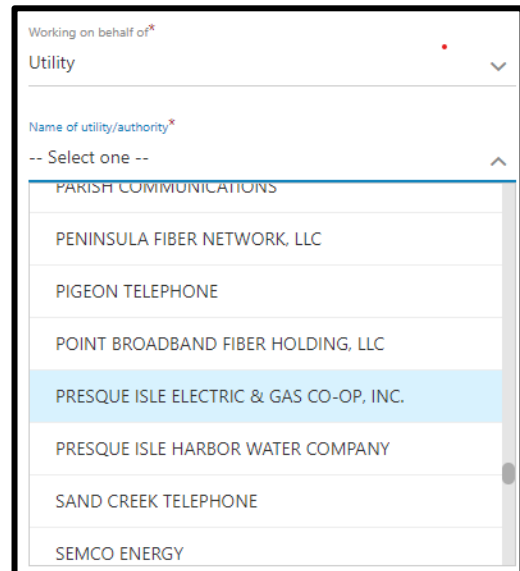 Working on behalf of*
Utility
Name of utility/authority*
-- Select one --
PARISH COMMUNICATIONS
PENINSULA FIBER NETWORK, LLC
PIGEON TELEPHONE
POINT BROADBAND FIBER HOLDING, LLC
PRESQUE ISLE ELECTRIC & GAS CO-OP, INC.
PRESQUE ISLE HARBOR WATER COMPANY
SAND CREEK TELEPHONE
SEMCO ENERGY